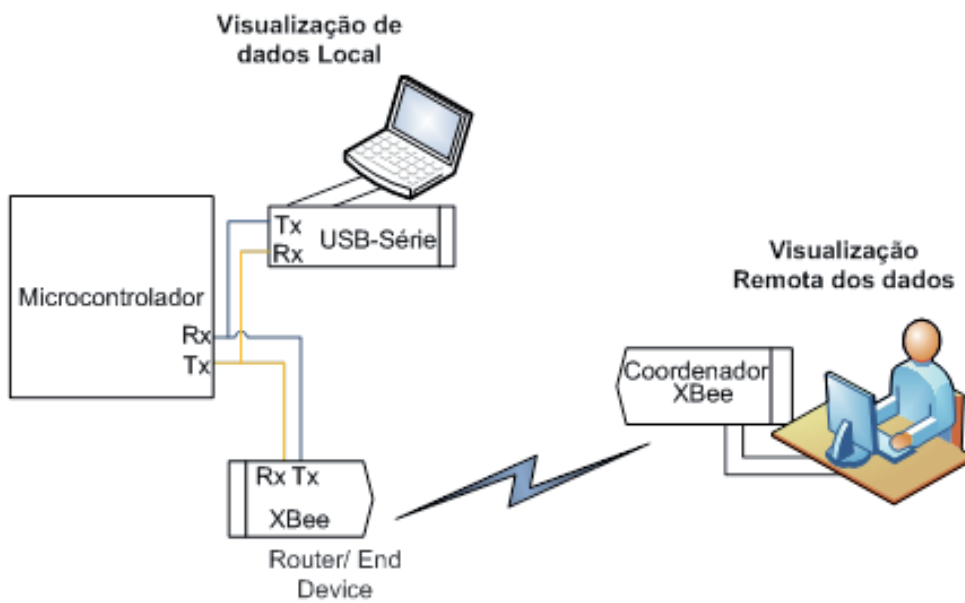 Visualização de
dados Local
Tx
USB-Série
Rx
Microcontrolador
Rx
Tx
Visualização
Remota dos dados
Coordenador
XBee
Rx Tx
XBee
Router/ End
Device